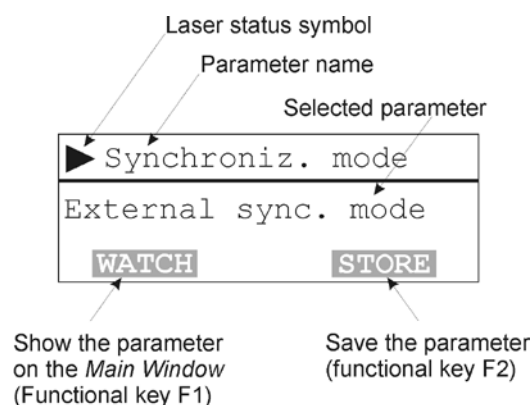 Laser status symbol
Parameter name
Selected parameter
Synchroniz. mode
External sync. mode
WATCH
STORE
Show the parameter
on the Main Window
(Functional key F1)
Save the parameter
(functional key F2)